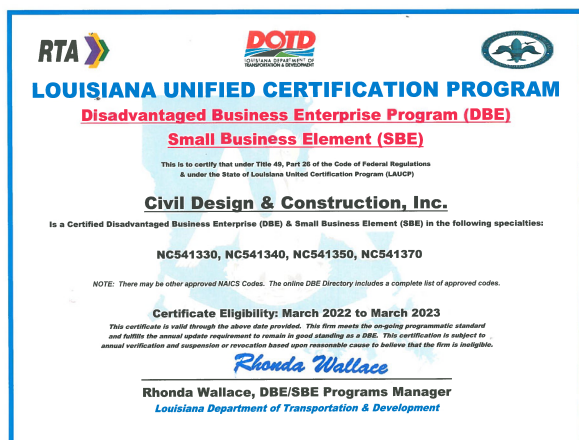 RTA
DOTD
LOUISIANA DEPARTMENT OF
TRANSPORTATION & DEVELOPMENT
LOUISIANA UNIFIED CERTIFICATION PROGRAM
Disadvantaged Business Enterprise Program (DBE)
Small Business Element (SBE)
This is to certify that under Title 49, Part 26 of the Code of Federal Regulations
& under the State of Louisiana United Certification Program (LAUCP)
Civil Design & Construction, Inc.
Is a Certified Disadvantaged Business Enterprise (DBE) & Small Business Element (SBE) in the following specialties:
NC541330, NC541340, NC541350, NC541370
NOTE: There may be other approved NAICS Codes. The online DBE Directory includes a complete list of approved codes.
Certificate Eligibility: March 2022 to March 2023
This certificate is valid through the above date provided. This firm meets the on-going programmatic standard
and fulfills the annual update requirement to remain in good standing as a DBE. This certification is subject to
annual verification and suspension or revocation based upon reasonable cause to believe that the firm is ineligible.
Rhonda Wallace
Rhonda Wallace, DBE/SBE Programs Manager
Louisiana Department of Transportation & Development